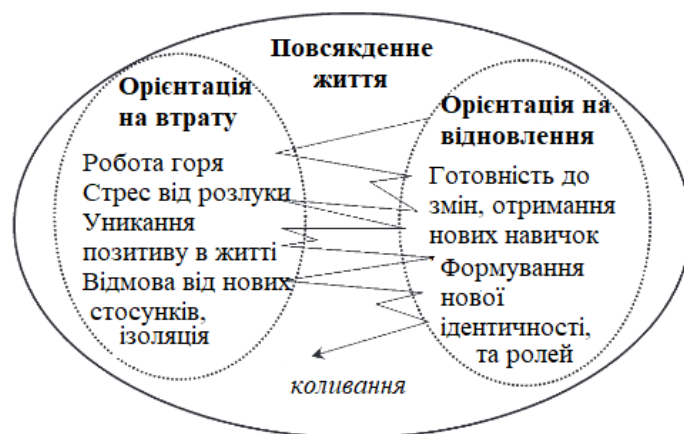 Повсякденне
життя
Орієнтація
на втрату
Робота горя
Стрес від розлуки
Уникання
позитиву в житті
Відмова від нових
стосунків,
ізоляція
Орієнтація на
відновлення
Готовність до
змін, отримання
нових навичок
Формування
нової
ідентичності,
та ролей
коливання